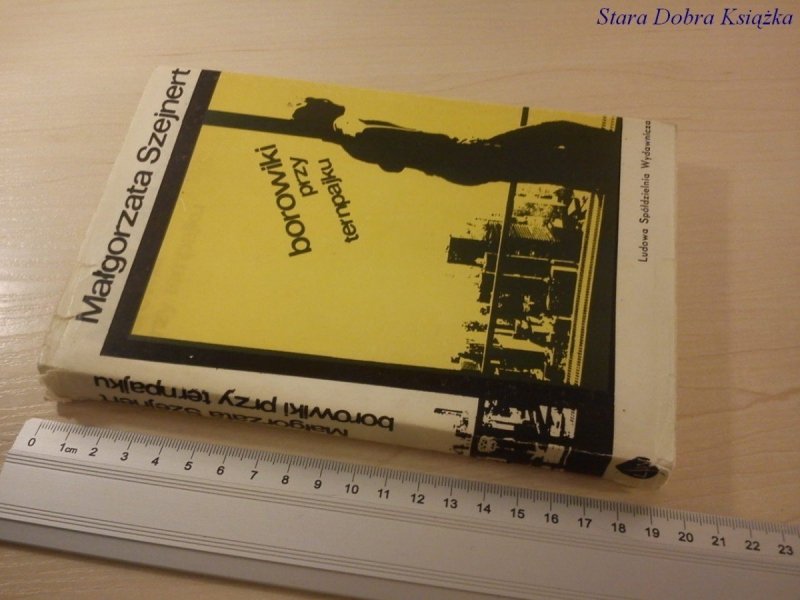 Stara Dobra Książka
Małgorzata Szejnert
borowiki
przy
ternpajku
Ludowa Spółdzielnia Wydawnicza
Małgorzata Szejnert
borowiki przy ternpajku
0 1cm 2 3 4 5 6 7 8 9 10 11 12 13 14 15 16 17 18 19 20 21 22 23